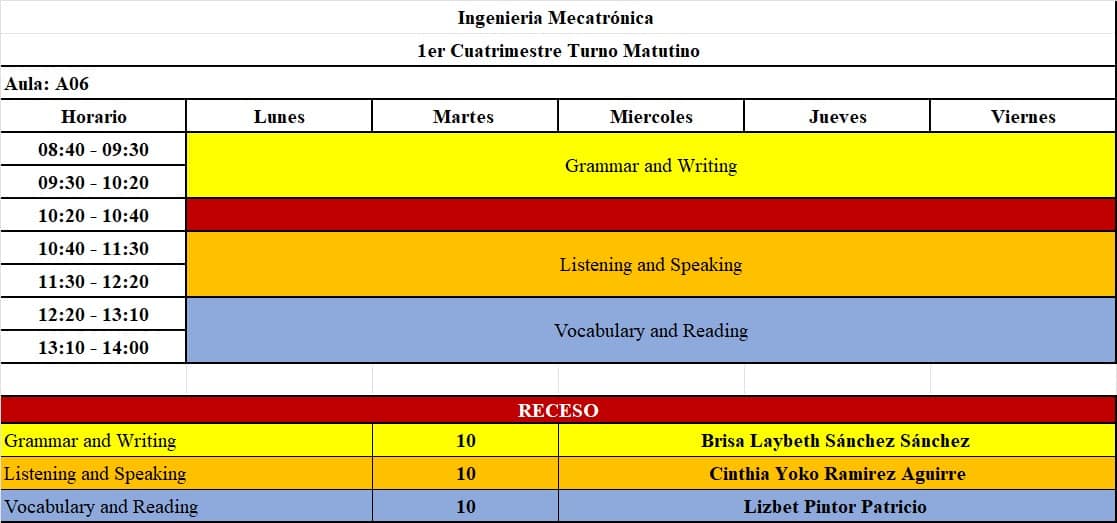 Ingenieria Mecatrónica
1er Cuatrimestre Turno Matutino
Aula: A06
Horario Lunes Martes Miercoles Jueves Viernes
08:40 - 09:30
Grammar and Writing
09:30 - 10:20
10:20 - 10:40
10:40 - 11:30
Listening and Speaking
11:30 - 12:20
12:20 - 13:10
Vocabulary and Reading
13:10 - 14:00
RECESO
Grammar and Writing 10 Brisa Laybeth Sánchez Sánchez
Listening and Speaking 10 Cinthia Yoko Ramirez Aguirre
Vocabulary and Reading 10 Lizbet Pintor Patricio